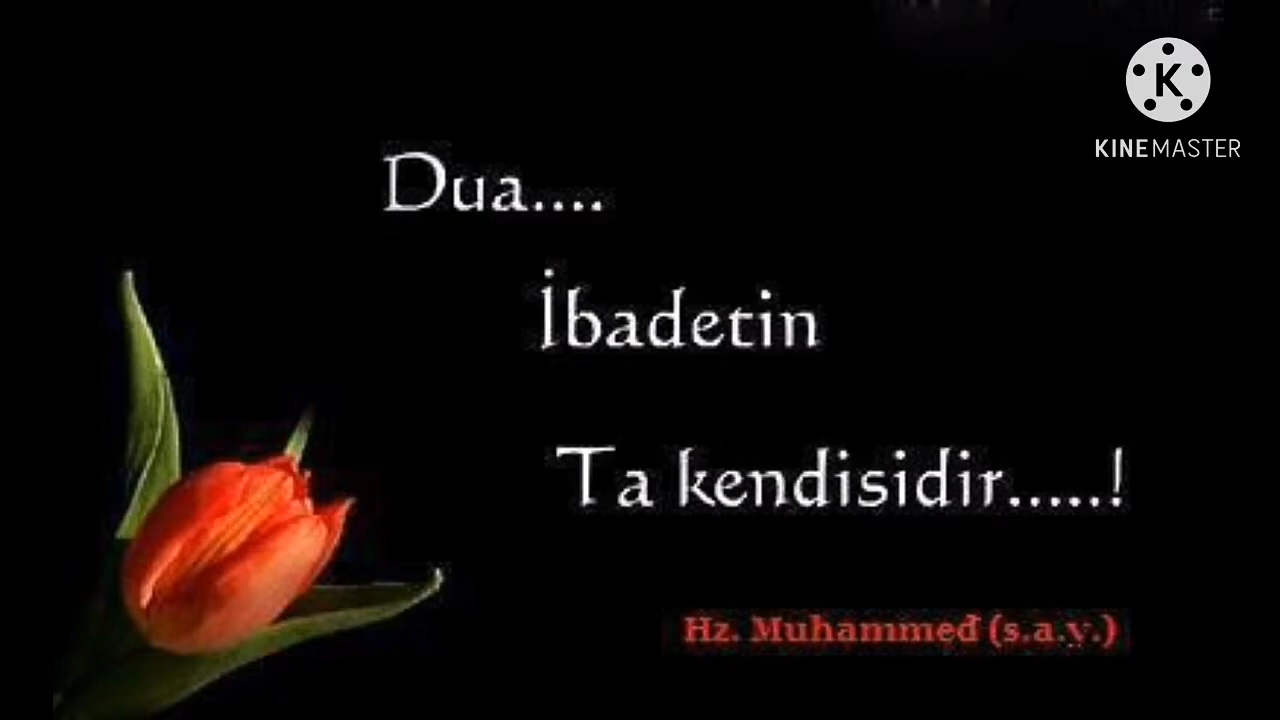 KINEMASTER
Dua....
İbadetin
Ta kendisidir.....!
Hz. Muhammed (s.a.v.)